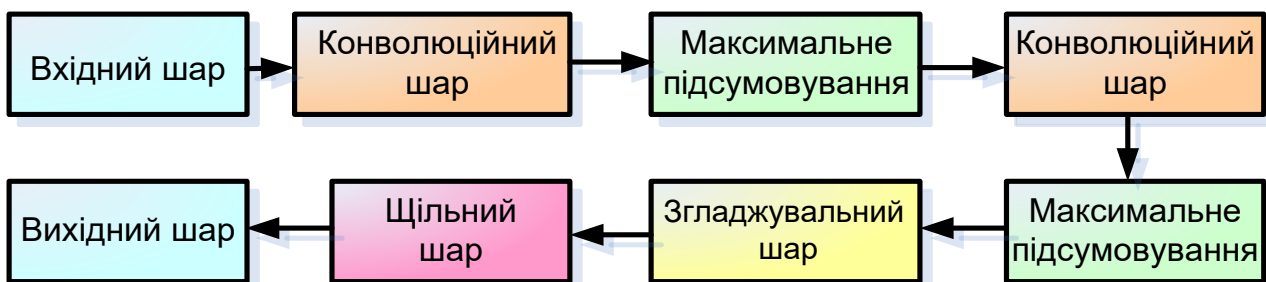 Вхідний шар
Конволюційний
шар
Максимальне
підсумовування
Конволюційний
шар
Вихідний шар
Щільний
шар
Згладжувальний
шар
Максимальне
підсумовування